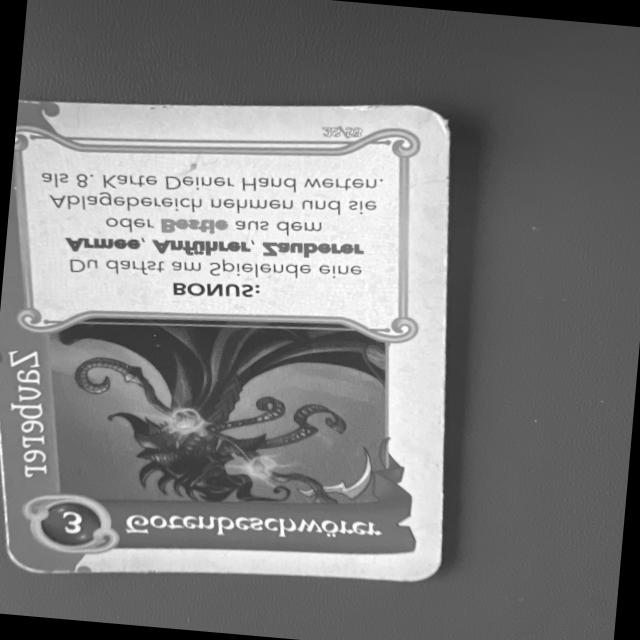 3
Totenbeschwörer
Zauberer
BONUS:
Du darfst am Spielende eine
Armee, Anführer, Zauberer
oder Bestie aus dem
Ablagebereich nehmen und sie
als 8. Karte Deiner Hand werten.